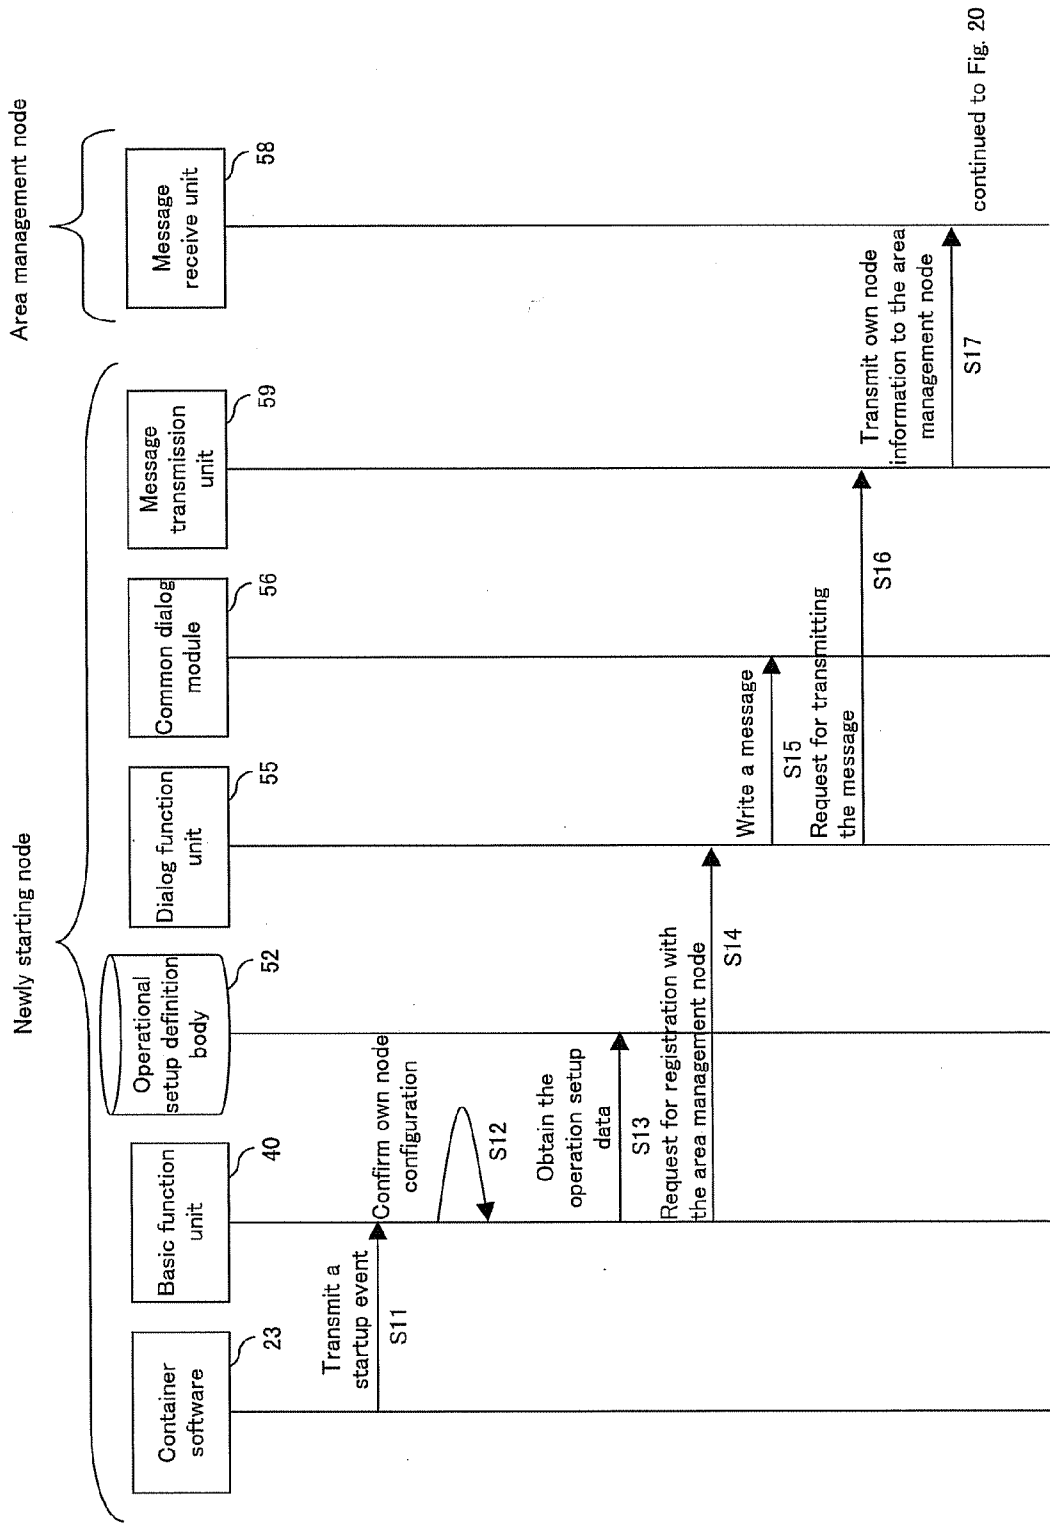 Newly starting node
Area management node
Container
software
23
Basic function
unit
40
Operational
setup definition
body
52
Dialog function
unit
55
Common dialog
module
56
Message
transmission
unit
59
Message
receive unit
58
Transmit a
startup event
S11
Confirm own node
configuration
S12
Obtain the
operation setup
data
S13
Request for registration with
the area management node
S14
Write a message
S15
Request for transmitting
the message
S16
Transmit own node
information to the area
management node
S17
continued to Fig. 20